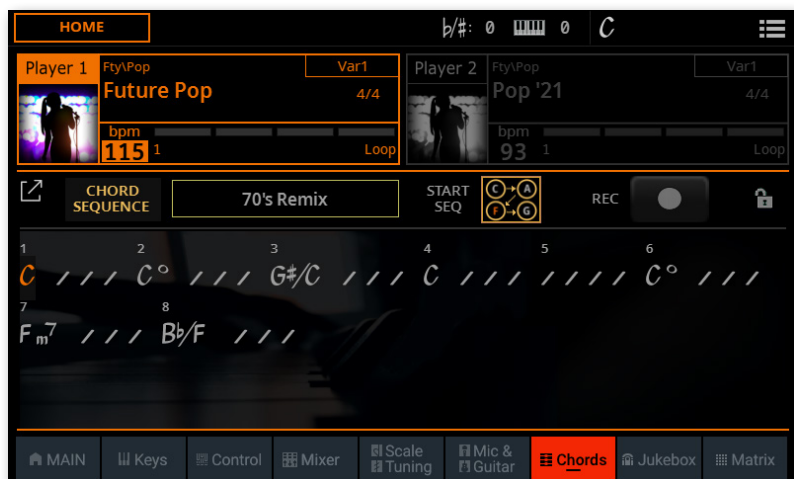 HOME ♭/♯: 0 0 C
Player 1 Fty\Pop Var1
Future Pop 4/4
bpm
115 1 Loop
Player 2 Fty\Pop Var1
Pop '21 4/4
bpm
93 1 Loop
CHORD SEQUENCE 70's Remix START SEQ C A F G REC
1 2 3 4 5 6
C / / / C° / / / G♯/C / / / C / / / / / / / C° / / /
7 8
Fm7 / / / B♭/F / / /
MAIN Keys Control Mixer Scale Tuning Mic & Guitar Chords Jukebox Matrix